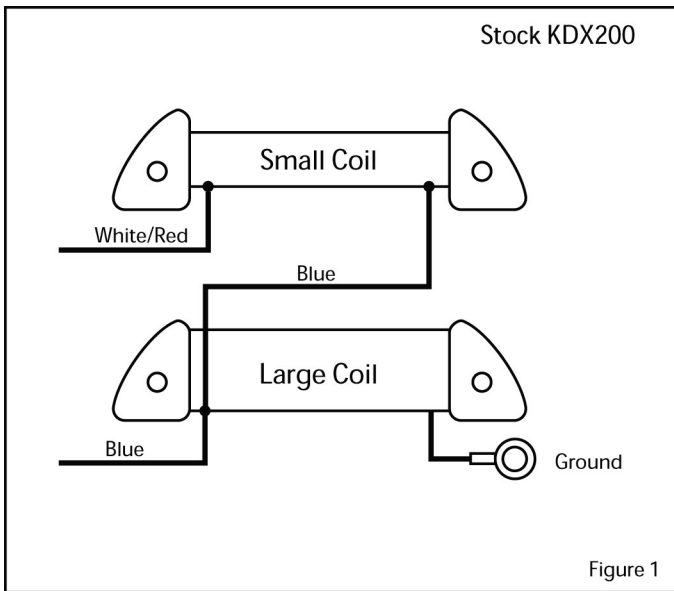 Stock KDX200
Small Coil
White/Red
Blue
Large Coil
Blue
Ground
Figure 1